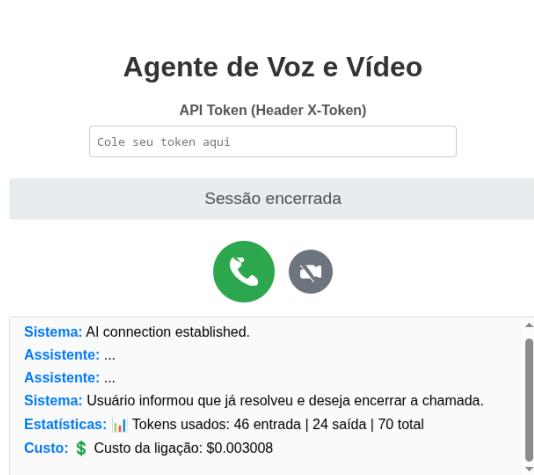 Agente de Voz e Vídeo
API Token (Header X-Token)
Cole seu token aqui
Sessão encerrada
Sistema: AI connection established.
Assistente: ...
Assistente: ...
Sistema: Usuário informou que já resolveu e deseja encerrar a chamada.
Estatísticas: 📊 Tokens usados: 46 entrada | 24 saída | 70 total
Custo: 💲 Custo da ligação: $0.003008